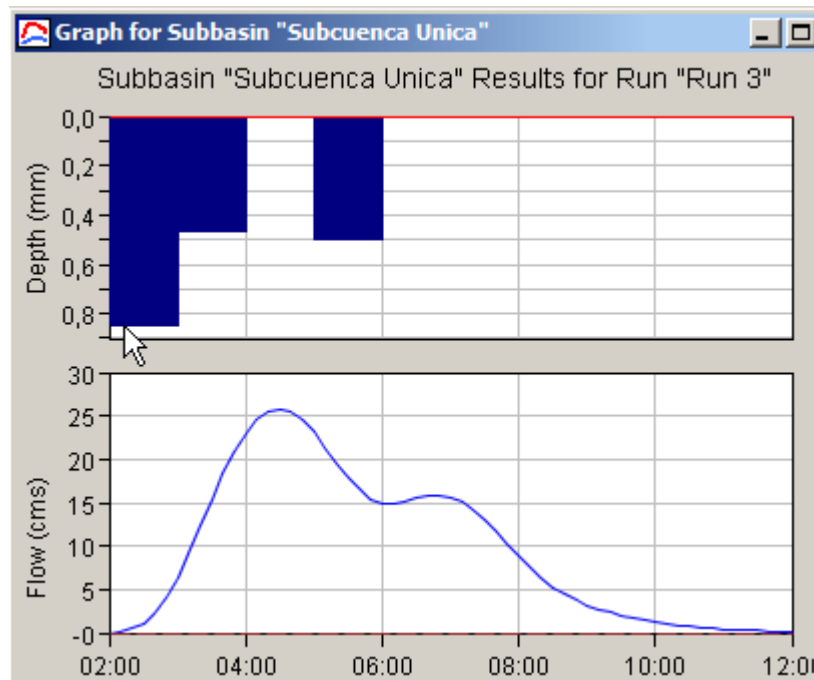 Graph for Subbasin "Subcuenca Unica"
Subbasin "Subcuenca Unica" Results for Run "Run 3"
0,0
0,2
0,4
0,6
0,8
Depth (mm)
30
25
20
15
10
5
-0
Flow (cms)
02:00 04:00 06:00 08:00 10:00 12:00